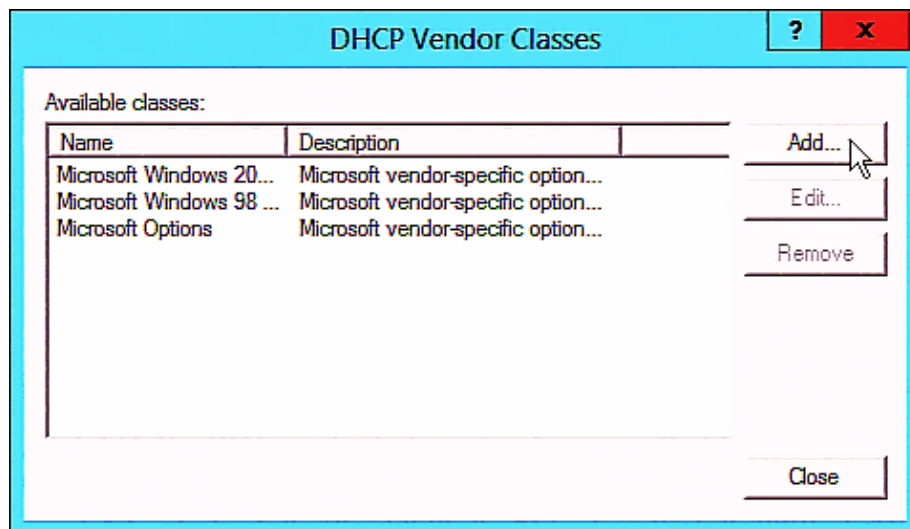 DHCP Vendor Classes
? x
Available classes:
Name Description
Microsoft Windows 20... Microsoft vendor-specific option...
Microsoft Windows 98 ... Microsoft vendor-specific option...
Microsoft Options Microsoft vendor-specific option...
Add...
Edit...
Remove
Close